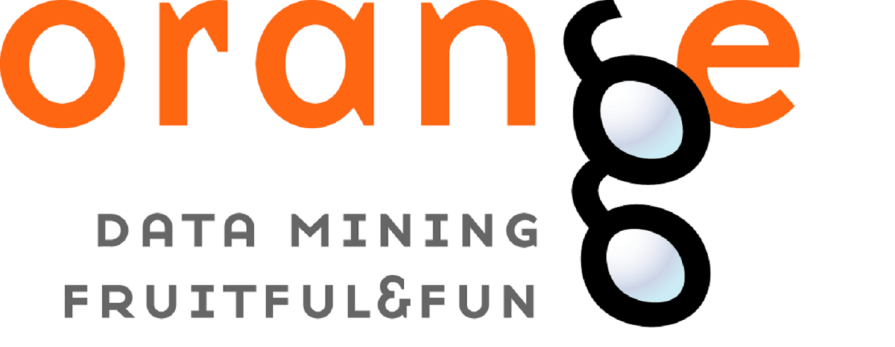 orange
DATA MINING
FRUITFUL&FUN